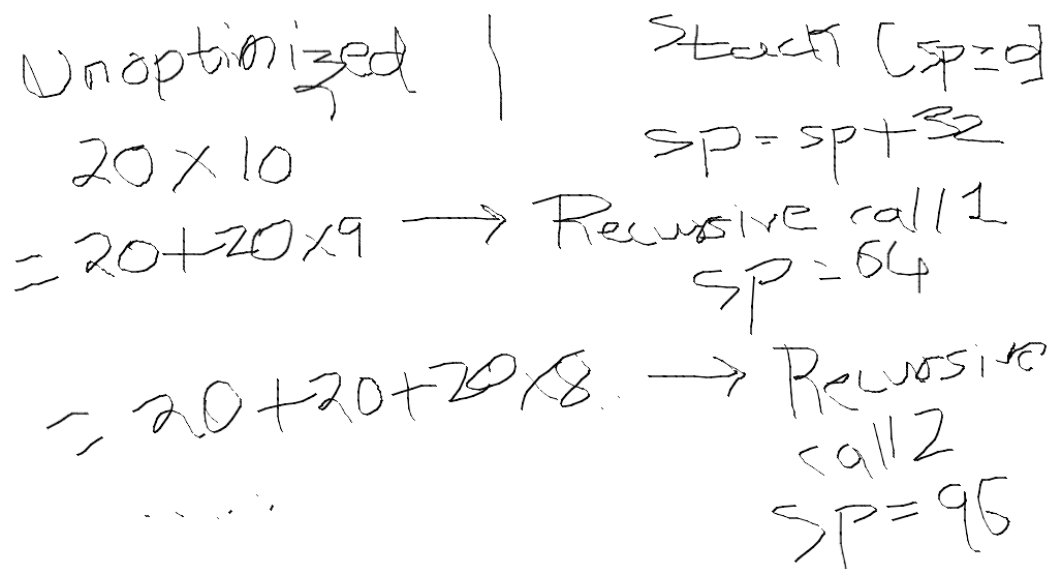 Unoptimized | Stack [sp=0]
20 × 10
sp = sp+32
= 20+20×9 → Recursive call 1
sp = 64
= 20+20+20×8.. → Recursive
call 2
sp = 96
.....